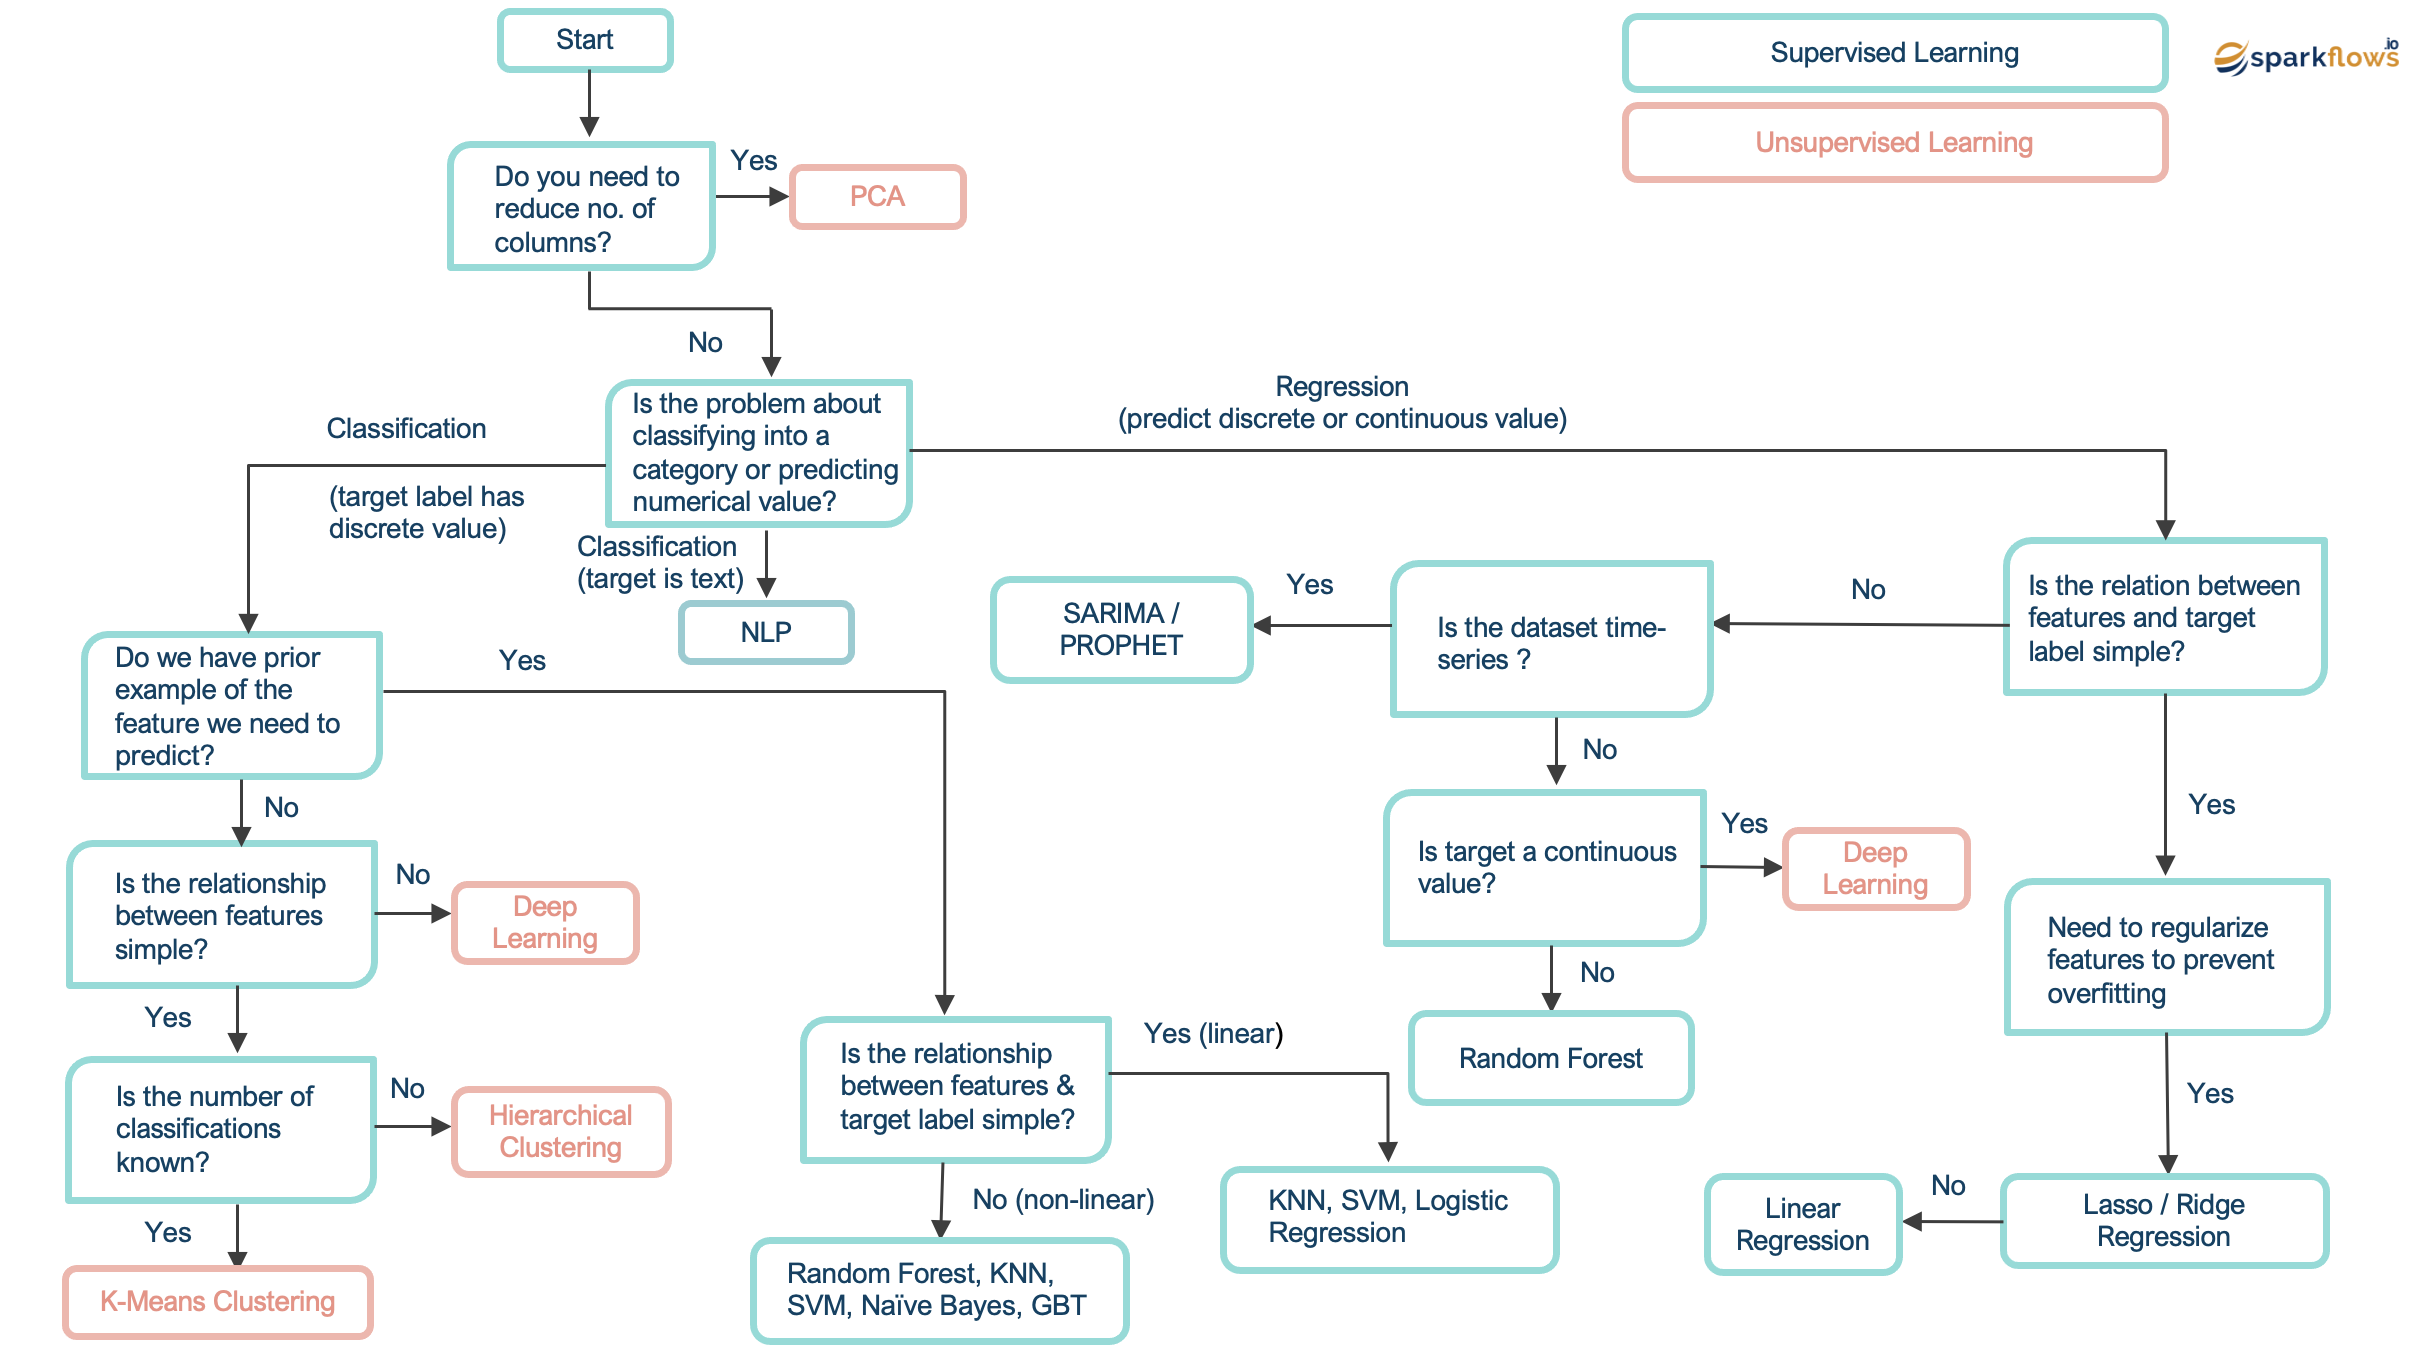 Start
Supervised Learning
sparkflows.io
Unsupervised Learning
Yes
Do you need to
reduce no. of
columns?
PCA
No
Regression
(predict discrete or continuous value)
Is the problem about
classifying into a
category or predicting
numerical value?
Classification
(target label has
discrete value)
Classification
(target is text)
NLP
Yes
SARIMA /
PROPHET
Is the dataset time-
series ?
No
Is the relation between
features and target
label simple?
Do we have prior
example of the
feature we need to
predict?
Yes
No
Yes
No
Is the relationship
between features
simple?
No
Deep
Learning
Is target a continuous
value?
Yes
Deep
Learning
Need to regularize
features to prevent
overfitting
No
Yes
Random Forest
Yes
Is the number of
classifications
known?
No
Hierarchical
Clustering
Is the relationship
between features &
target label simple?
Yes (linear)
No (non-linear)
KNN, SVM, Logistic
Regression
Linear
Regression
No
Lasso / Ridge
Regression
Yes
K-Means Clustering
Random Forest, KNN,
SVM, Naïve Bayes, GBT